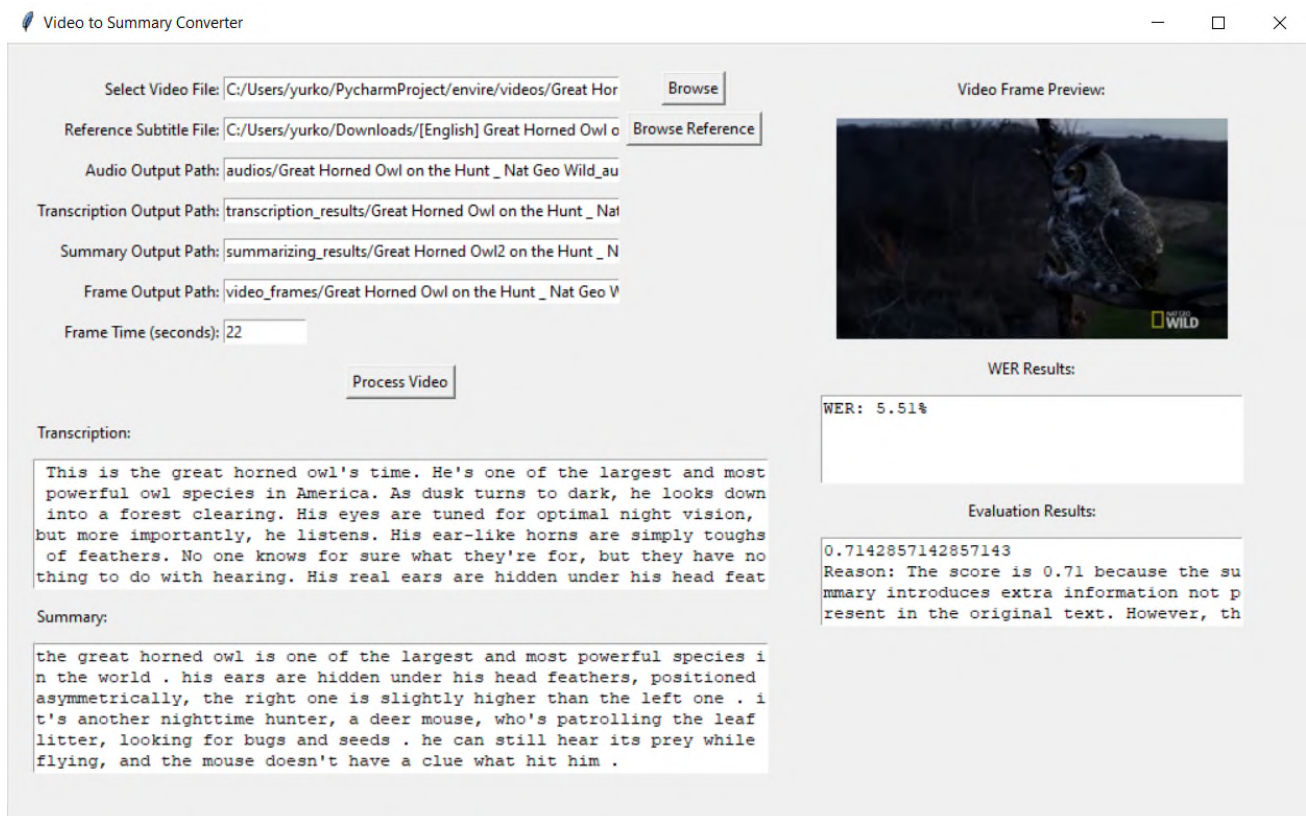 Video to Summary Converter
Select Video File: C:/Users/yurko/PycharmProject/envire/videos/Great Hor Browse
Reference Subtitle File: C:/Users/yurko/Downloads/[English] Great Horned Owl o Browse Reference
Audio Output Path: audios/Great Horned Owl on the Hunt _ Nat Geo Wild_au
Transcription Output Path: transcription_results/Great Horned Owl on the Hunt _ Nat
Summary Output Path: summarizing_results/Great Horned Owl2 on the Hunt _ N
Frame Output Path: video_frames/Great Horned Owl on the Hunt _ Nat Geo W
Frame Time (seconds): 22
Process Video
Transcription:
This is the great horned owl's time. He's one of the largest and most
powerful owl species in America. As dusk turns to dark, he looks down
into a forest clearing. His eyes are tuned for optimal night vision,
but more importantly, he listens. His ear-like horns are simply toughs
of feathers. No one knows for sure what they're for, but they have no
thing to do with hearing. His real ears are hidden under his head feat
Summary:
the great horned owl is one of the largest and most powerful species i
n the world . his ears are hidden under his head feathers, positioned
asymmetrically, the right one is slightly higher than the left one . i
t's another nighttime hunter, a deer mouse, who's patrolling the leaf
litter, looking for bugs and seeds . he can still hear its prey while
flying, and the mouse doesn't have a clue what hit him .
Video Frame Preview:
NAT GEO
WILD
WER Results:
WER: 5.51%
Evaluation Results:
0.7142857142857143
Reason: The score is 0.71 because the su
mmary introduces extra information not p
resent in the original text. However, th